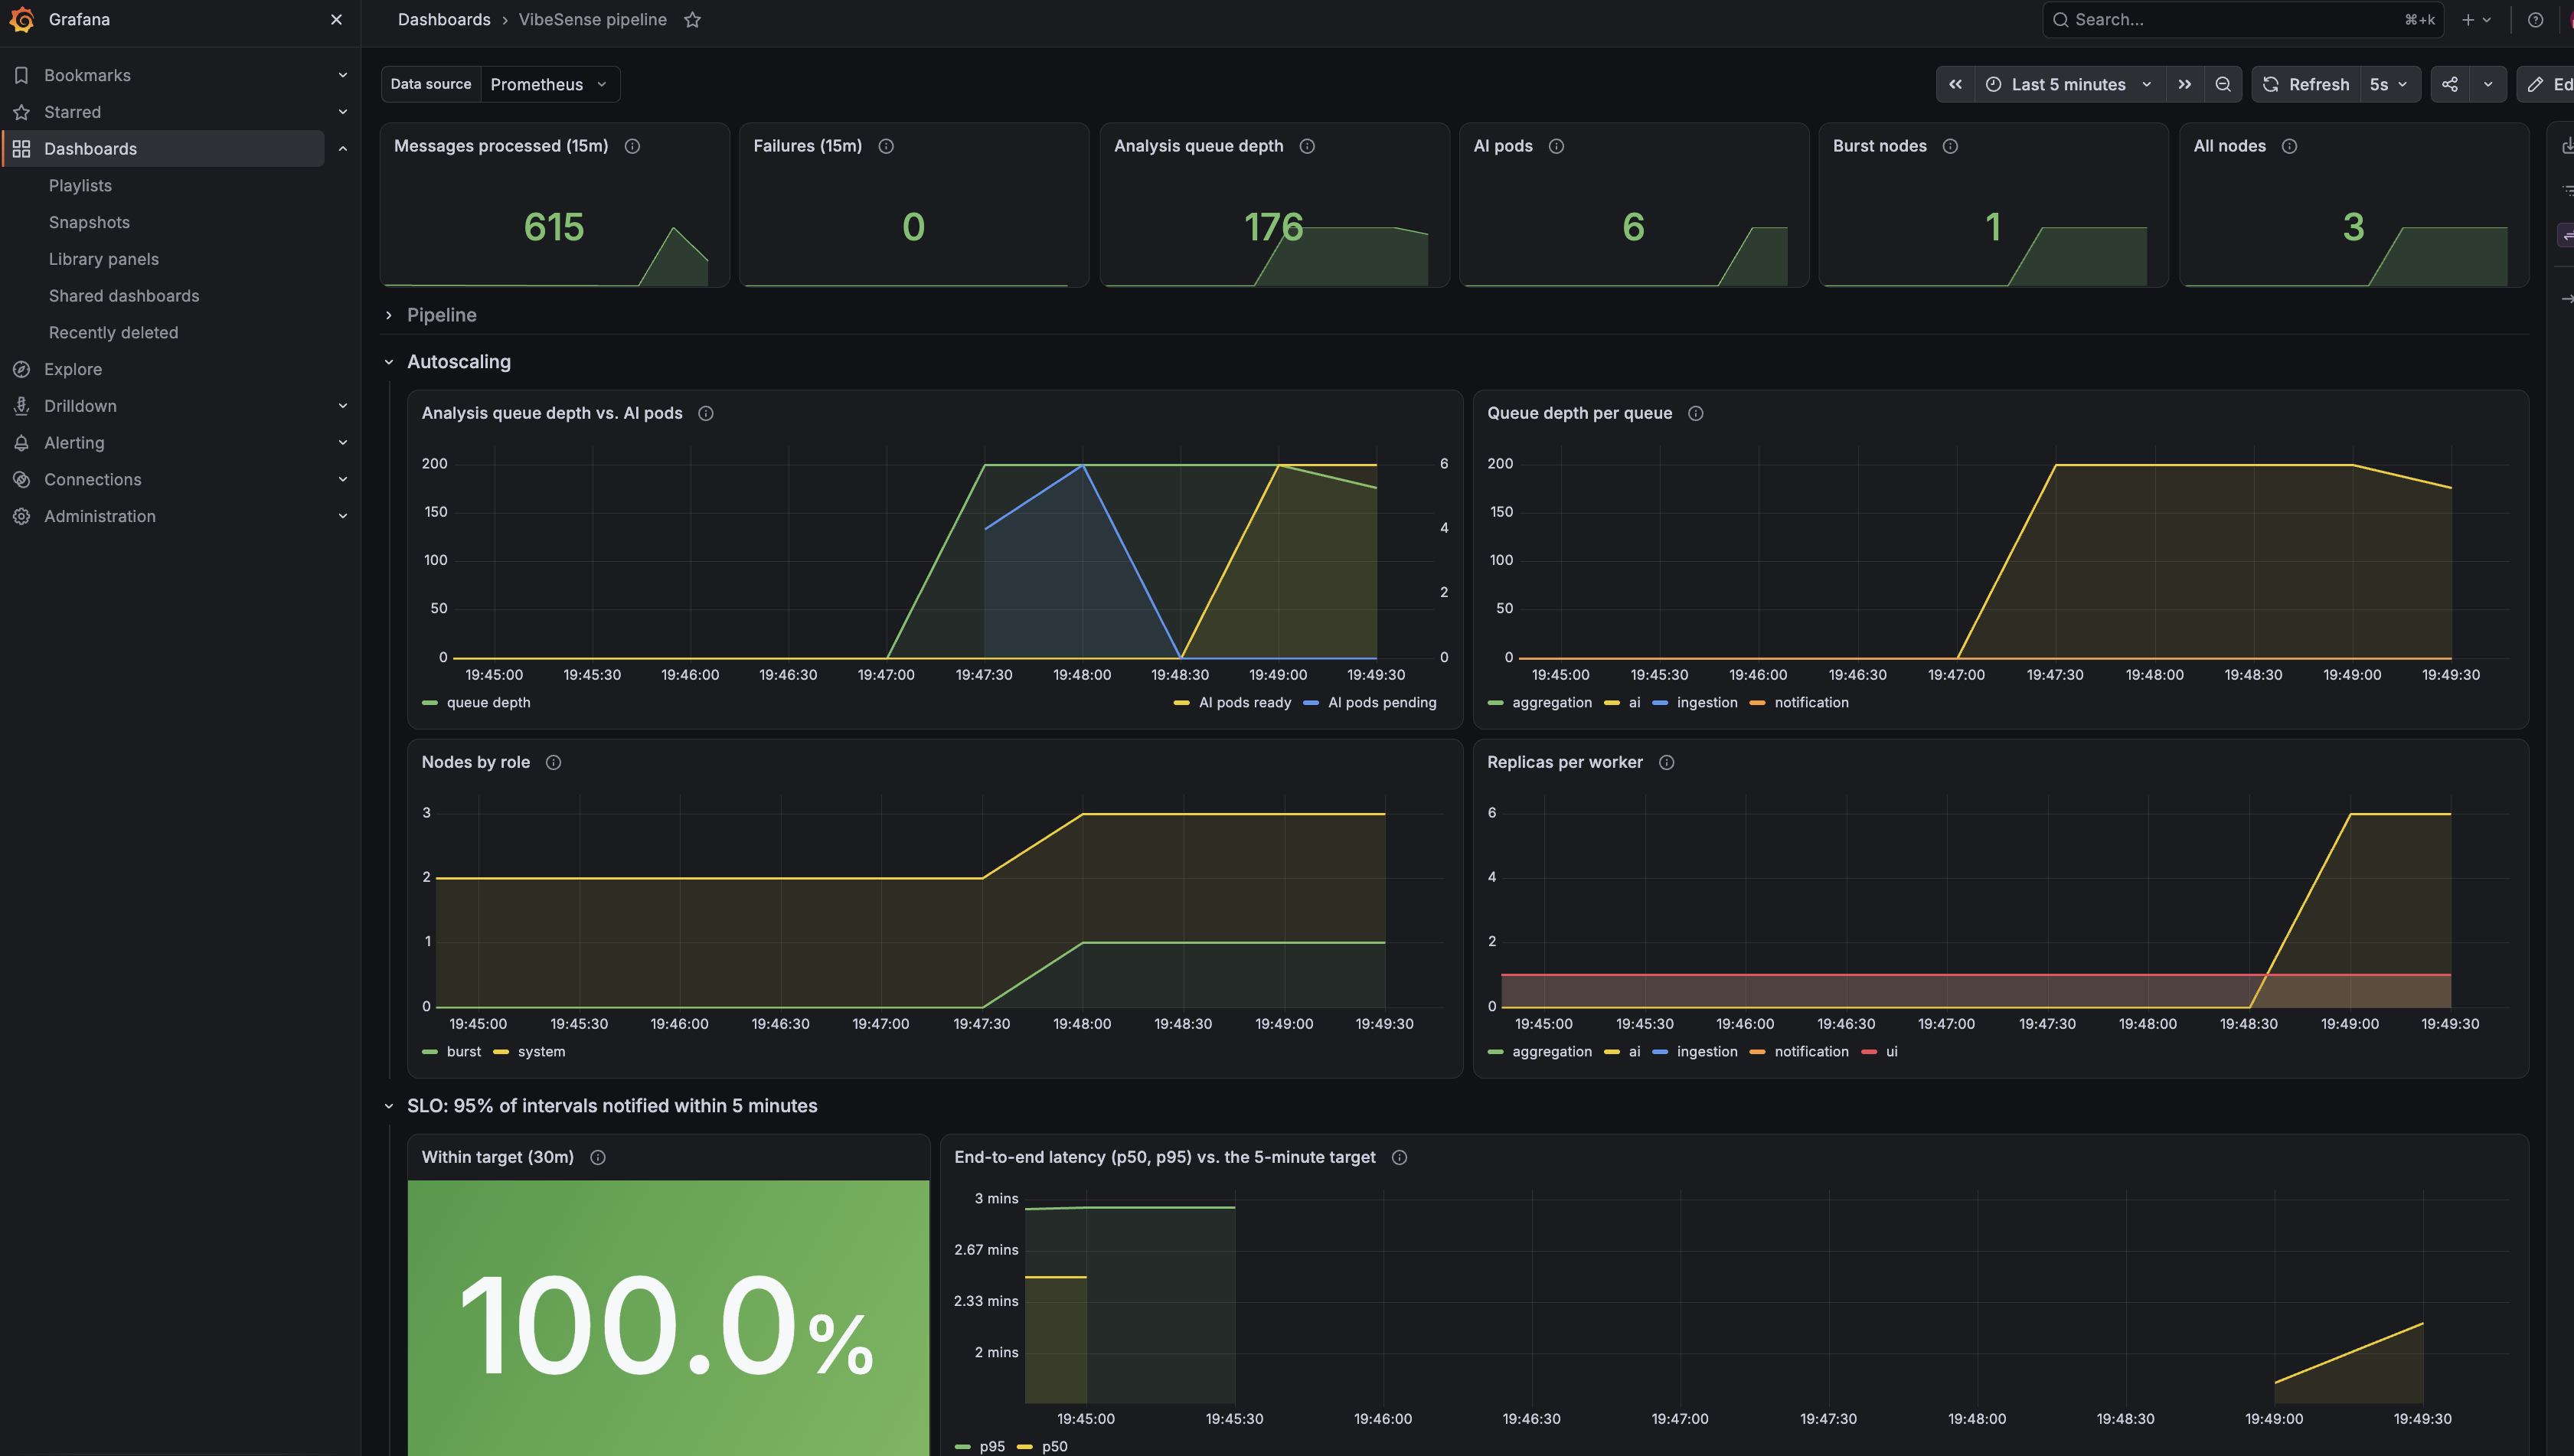 Grafana
Dashboards › VibeSense pipeline
Search...
⌘+k
Bookmarks
Starred
Dashboards
Playlists
Snapshots
Library panels
Shared dashboards
Recently deleted
Explore
Drilldown
Alerting
Connections
Administration
Data source Prometheus
Last 5 minutes
Refresh 5s
Ed
Messages processed (15m)
615
Failures (15m)
0
Analysis queue depth
176
AI pods
6
Burst nodes
1
All nodes
3
Pipeline
Autoscaling
Analysis queue depth vs. AI pods
200
150
100
50
0
6
4
2
0
19:45:00 19:45:30 19:46:00 19:46:30 19:47:00 19:47:30 19:48:00 19:48:30 19:49:00 19:49:30
queue depth AI pods ready AI pods pending
Queue depth per queue
200
150
100
50
0
19:45:00 19:45:30 19:46:00 19:46:30 19:47:00 19:47:30 19:48:00 19:48:30 19:49:00 19:49:30
aggregation ai ingestion notification
Nodes by role
3
2
1
0
19:45:00 19:45:30 19:46:00 19:46:30 19:47:00 19:47:30 19:48:00 19:48:30 19:49:00 19:49:30
burst system
Replicas per worker
6
4
2
0
19:45:00 19:45:30 19:46:00 19:46:30 19:47:00 19:47:30 19:48:00 19:48:30 19:49:00 19:49:30
aggregation ai ingestion notification ui
SLO: 95% of intervals notified within 5 minutes
Within target (30m)
100.0%
End-to-end latency (p50, p95) vs. the 5-minute target
3 mins
2.67 mins
2.33 mins
2 mins
19:45:00 19:45:30 19:46:00 19:46:30 19:47:00 19:47:30 19:48:00 19:48:30 19:49:00 19:49:30
p95 p50